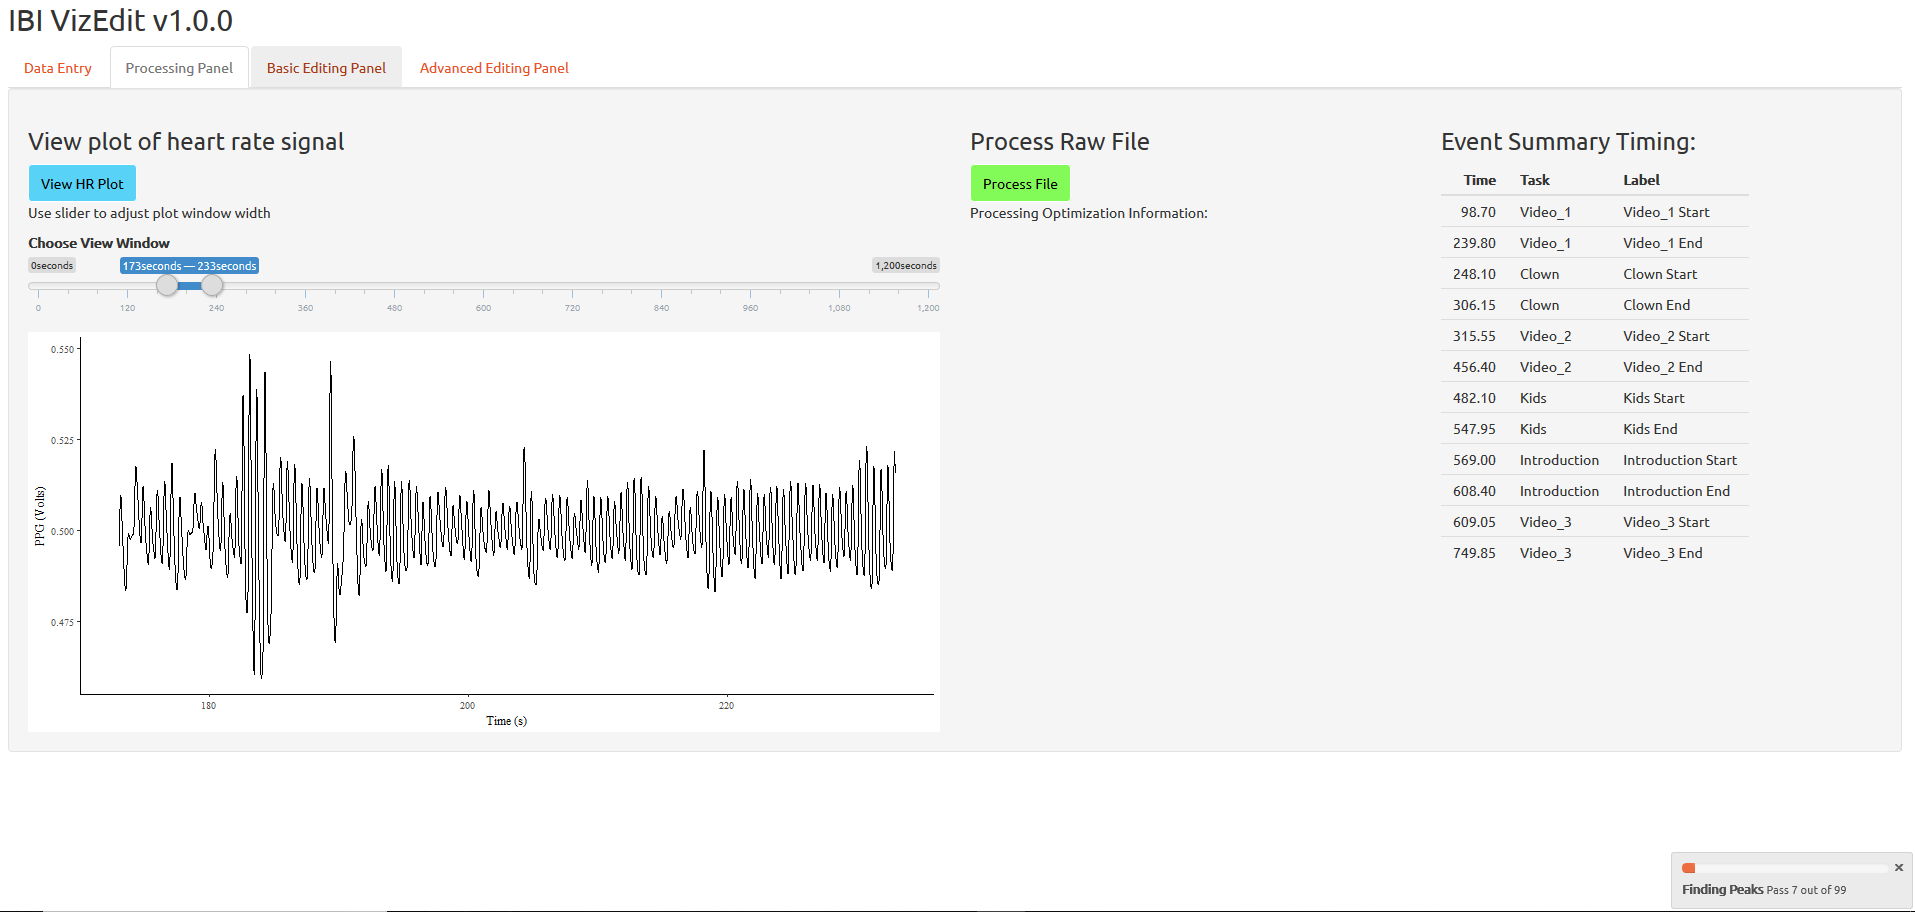 IBI VizEdit v1.0.0
Data Entry
Processing Panel
Basic Editing Panel
Advanced Editing Panel
View plot of heart rate signal
View HR Plot
Use slider to adjust plot window width
Choose View Window
0seconds
173seconds — 233seconds
1,200seconds
0 120 240 360 480 600 720 840 960 1,080 1,200
0.550
0.525
0.500
0.475
PPG (Volts)
180 200 220
Time (s)
Process Raw File
Process File
Processing Optimization Information:
Event Summary Timing:
Time Task Label
98.70 Video_1 Video_1 Start
239.80 Video_1 Video_1 End
248.10 Clown Clown Start
306.15 Clown Clown End
315.55 Video_2 Video_2 Start
456.40 Video_2 Video_2 End
482.10 Kids Kids Start
547.95 Kids Kids End
569.00 Introduction Introduction Start
608.40 Introduction Introduction End
609.05 Video_3 Video_3 Start
749.85 Video_3 Video_3 End
×
Finding Peaks Pass 7 out of 99